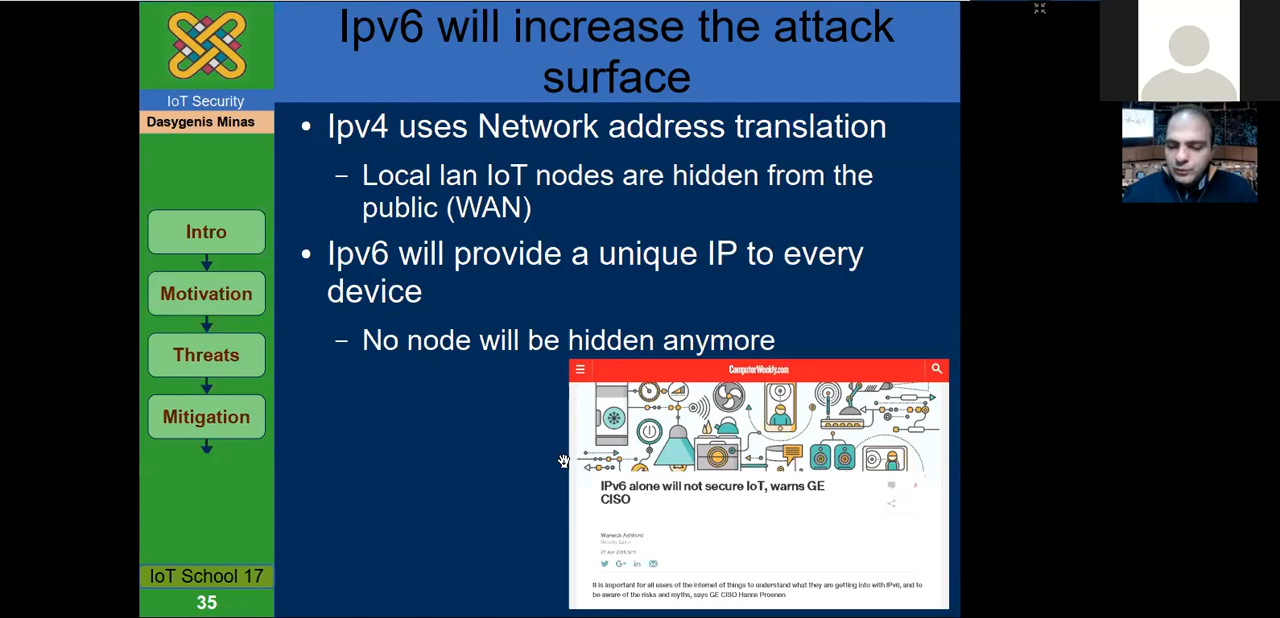 Ipv6 will increase the attack
surface
IoT Security
Dasygenis Minas
Intro
Motivation
Threats
Mitigation
IoT School 17
35
• Ipv4 uses Network address translation
– Local lan IoT nodes are hidden from the
public (WAN)
• Ipv6 will provide a unique IP to every
device
– No node will be hidden anymore
ComputerWeekly.com
IPv6 alone will not secure IoT, warns GE
CISO
Warwick Ashford
It is important for all users of the internet of things to understand what they are getting into with IPv6, and to
be aware of the risks and myths, says GE CISO Hanns Proenen